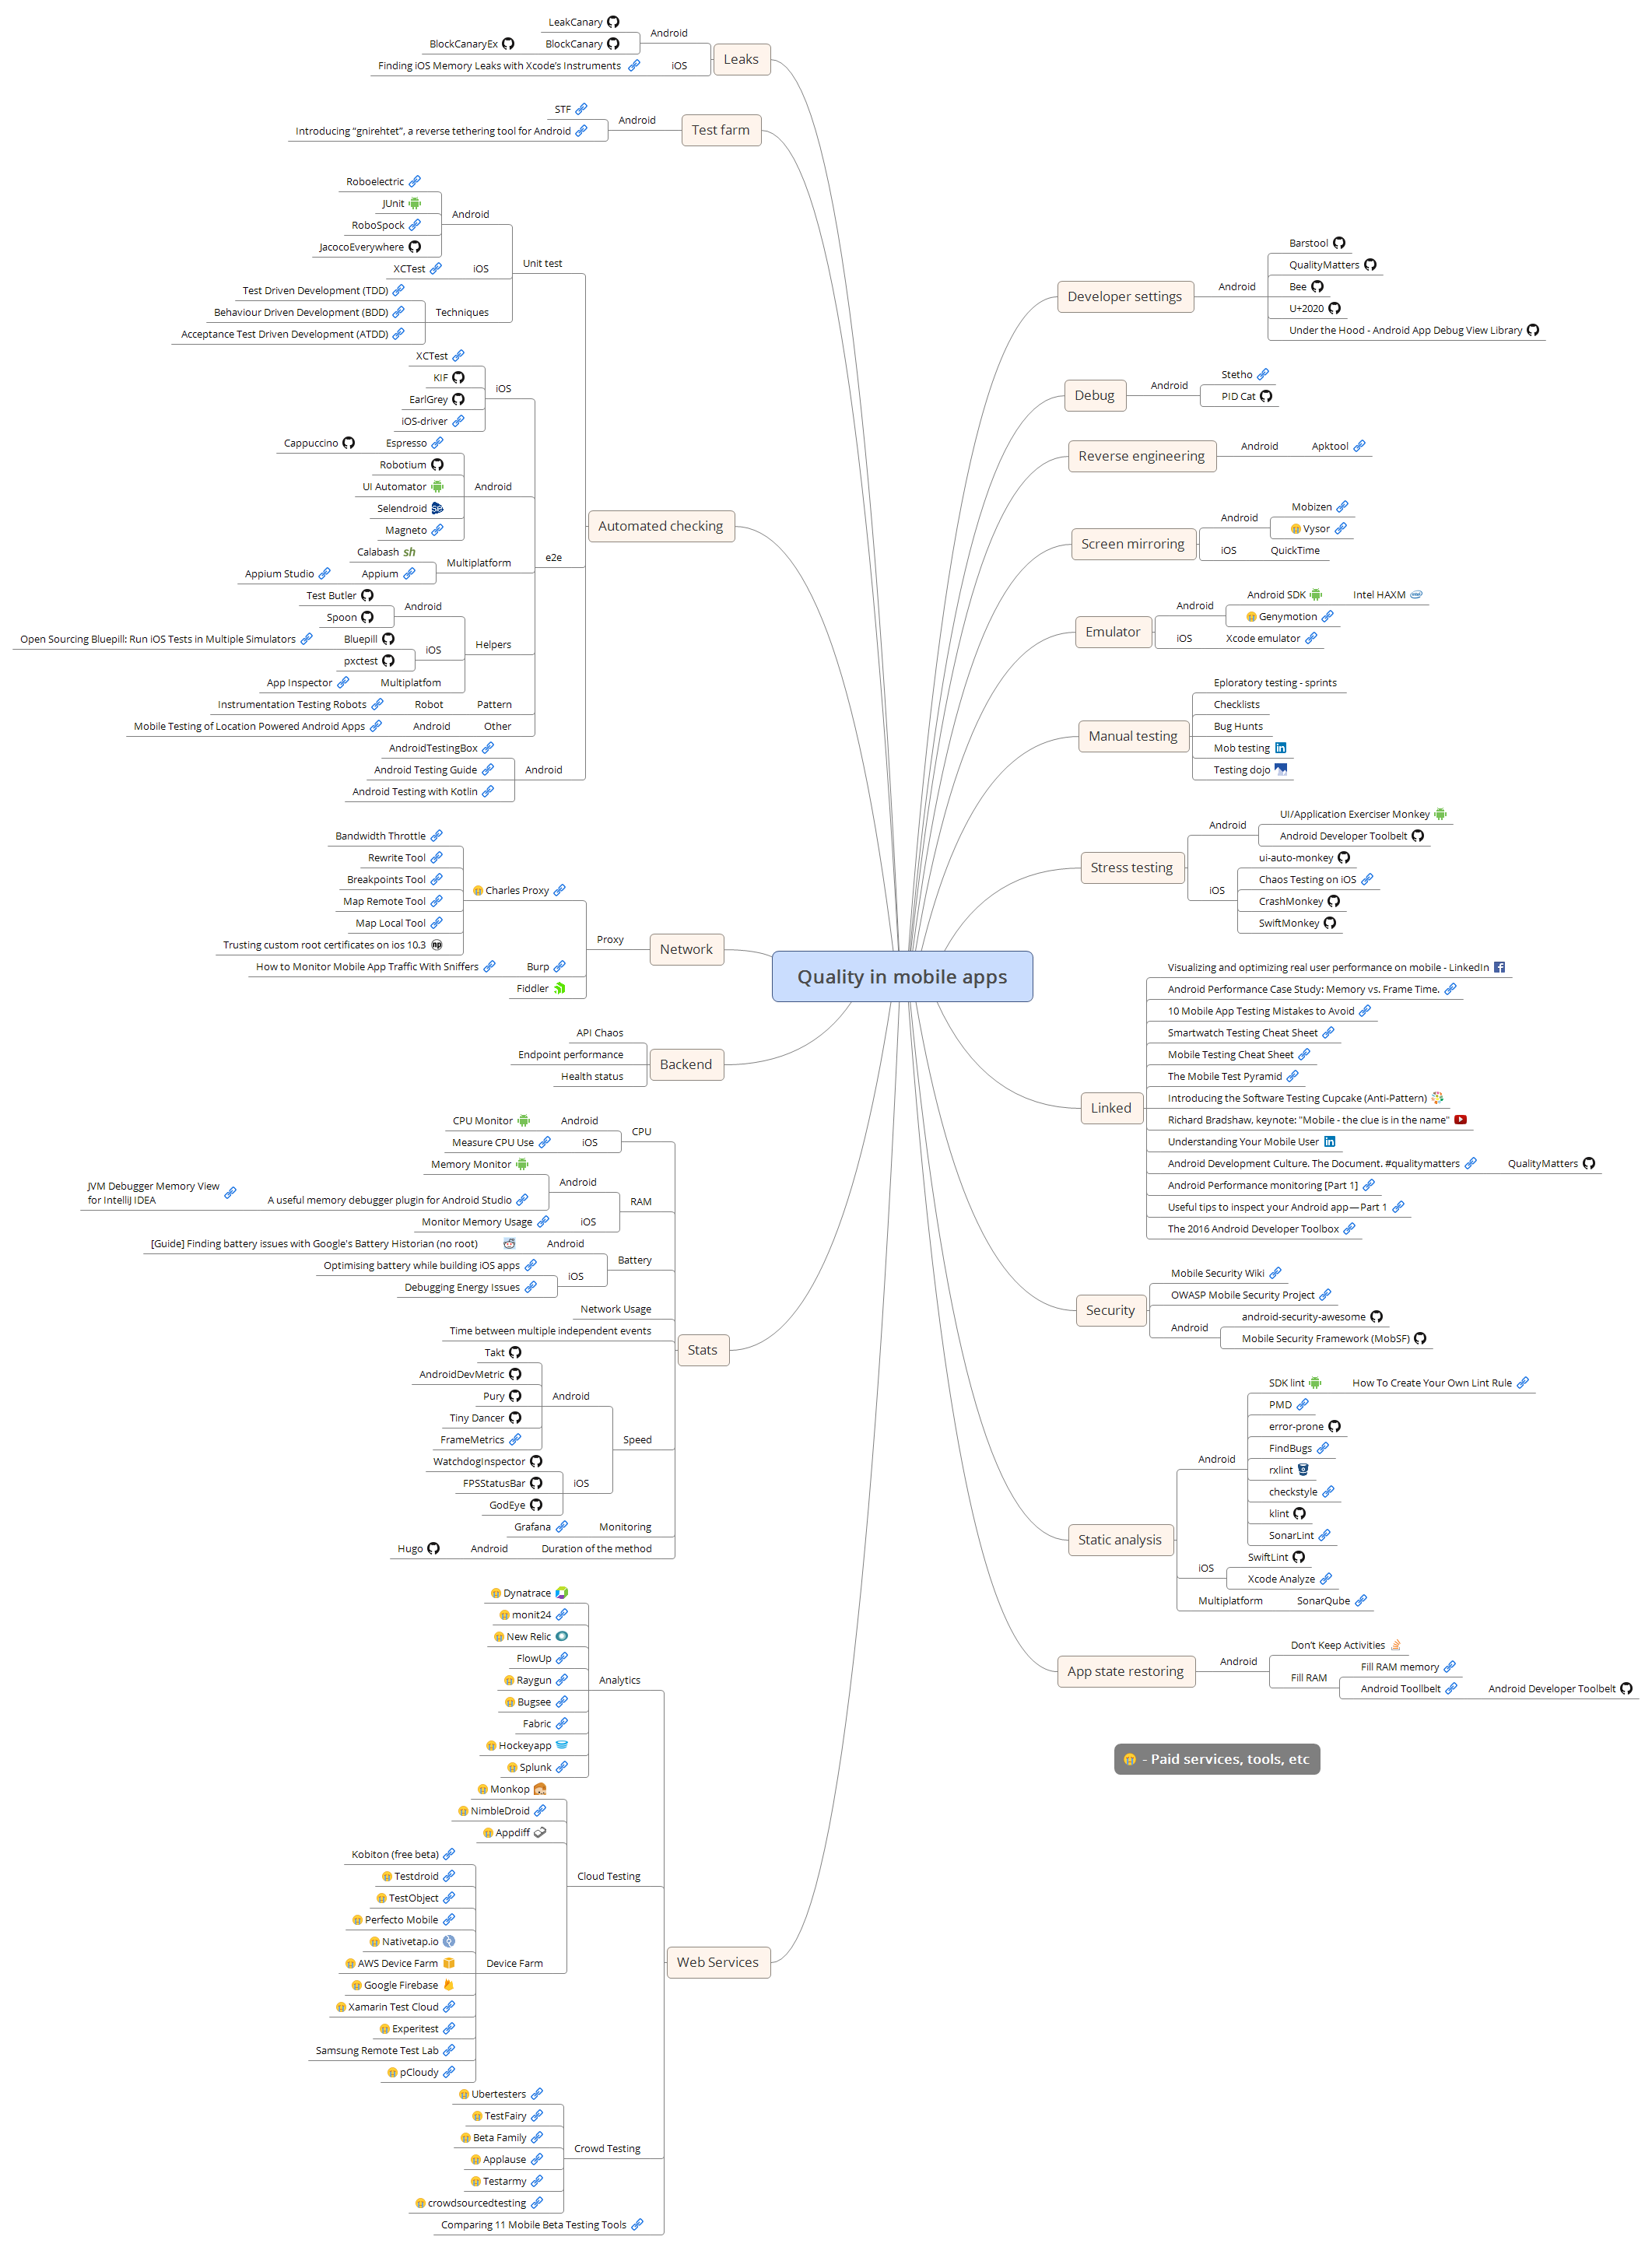 Quality in mobile apps
Leaks
Android
LeakCanary
BlockCanary
BlockCanaryEx
iOS
Finding iOS Memory Leaks with Xcode's Instruments
Test farm
Android
STF
Introducing “gnirehtet”, a reverse tethering tool for Android
Automated checking
Unit test
Android
Roboelectric
JUnit
RoboSpock
JacocoEverywhere
iOS
XCTest
Techniques
Test Driven Development (TDD)
Behaviour Driven Development (BDD)
Acceptance Test Driven Development (ATDD)
e2e
iOS
XCTest
KIF
EarlGrey
iOS-driver
Android
Espresso
Cappuccino
Robotium
UI Automator
Selendroid
Magneto
Multiplatform
Calabash
sh
Appium
Appium Studio
Helpers
Android
Test Butler
Spoon
iOS
Bluepill
Open Sourcing Bluepill: Run iOS Tests in Multiple Simulators
pxctest
Multiplatfom
App Inspector
Pattern
Robot
Instrumentation Testing Robots
Other
Android
Mobile Testing of Location Powered Android Apps
Android
AndroidTestingBox
Android Testing Guide
Android Testing with Kotlin
Network
Proxy
Charles Proxy
Bandwidth Throttle
Rewrite Tool
Breakpoints Tool
Map Remote Tool
Map Local Tool
Trusting custom root certificates on ios 10.3
Burp
How to Monitor Mobile App Traffic With Sniffers
Fiddler
Backend
API Chaos
Endpoint performance
Health status
Stats
CPU
Android
CPU Monitor
iOS
Measure CPU Use
RAM
Android
Memory Monitor
A useful memory debugger plugin for Android Studio
JVM Debugger Memory View
for IntelliJ IDEA
iOS
Monitor Memory Usage
Battery
Android
[Guide] Finding battery issues with Google's Battery Historian (no root)
iOS
Optimising battery while building iOS apps
Debugging Energy Issues
Network Usage
Time between multiple independent events
Speed
Android
Takt
AndroidDevMetric
Pury
Tiny Dancer
FrameMetrics
iOS
WatchdogInspector
FPSStatusBar
GodEye
Monitoring
Grafana
Duration of the method
Android
Hugo
Web Services
Analytics
Dynatrace
monit24
New Relic
FlowUp
Raygun
Bugsee
Fabric
Hockeyapp
Splunk
Cloud Testing
Monkop
NimbleDroid
Appdiff
Device Farm
Kobiton (free beta)
Testdroid
TestObject
Perfecto Mobile
Nativetap.io
AWS Device Farm
Google Firebase
Xamarin Test Cloud
Experitest
Samsung Remote Test Lab
pCloudy
Crowd Testing
Ubertesters
TestFairy
Beta Family
Applause
Testarmy
crowdsourcedtesting
Comparing 11 Mobile Beta Testing Tools
Developer settings
Android
Barstool
QualityMatters
Bee
U+2020
Under the Hood - Android App Debug View Library
Debug
Android
Stetho
PID Cat
Reverse engineering
Android
Apktool
Screen mirroring
Android
Mobizen
Vysor
iOS
QuickTime
Emulator
Android
Android SDK
Intel HAXM
Genymotion
iOS
Xcode emulator
Manual testing
Eploratory testing - sprints
Checklists
Bug Hunts
Mob testing
Testing dojo
Stress testing
Android
UI/Application Exerciser Monkey
Android Developer Toolbelt
iOS
ui-auto-monkey
Chaos Testing on iOS
CrashMonkey
SwiftMonkey
Linked
Visualizing and optimizing real user performance on mobile - LinkedIn
Android Performance Case Study: Memory vs. Frame Time.
10 Mobile App Testing Mistakes to Avoid
Smartwatch Testing Cheat Sheet
Mobile Testing Cheat Sheet
The Mobile Test Pyramid
Introducing the Software Testing Cupcake (Anti-Pattern)
Richard Bradshaw, keynote: "Mobile - the clue is in the name"
Understanding Your Mobile User
Android Development Culture. The Document. #qualitymatters
QualityMatters
Android Performance monitoring [Part 1]
Useful tips to inspect your Android app — Part 1
The 2016 Android Developer Toolbox
Security
Mobile Security Wiki
OWASP Mobile Security Project
Android
android-security-awesome
Mobile Security Framework (MobSF)
Static analysis
Android
SDK lint
How To Create Your Own Lint Rule
PMD
error-prone
FindBugs
rxlint
checkstyle
klint
SonarLint
iOS
SwiftLint
Xcode Analyze
Multiplatform
SonarQube
App state restoring
Android
Don’t Keep Activities
Fill RAM
Fill RAM memory
Android Toollbelt
Android Developer Toolbelt
- Paid services, tools, etc